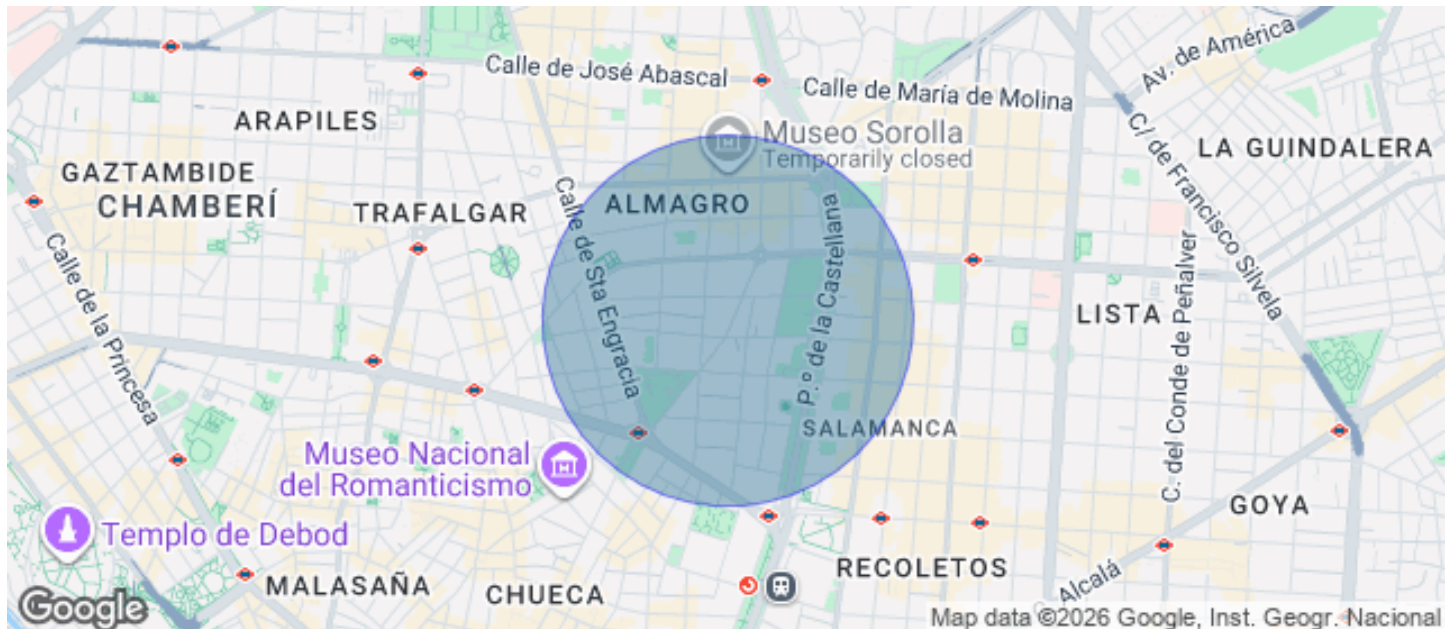 Calle de José Abascal
Calle de María de Molina
Av. de América
ARAPILES
Museo Sorolla
Temporarily closed
C/ de Francisco Silvela
LA GUINDALERA
GAZTAMBIDE
CHAMBERÍ
TRAFALGAR
ALMAGRO
Calle de Sta Engracia
P.º de la Castellana
Calle de la Princesa
LISTA
C. del Conde de Peñalver
SALAMANCA
Museo Nacional
del Romanticismo
GOYA
Templo de Debod
MALASAÑA
CHUECA
RECOLETOS
C. Alcalá
Google
Map data ©2026 Google, Inst. Geogr. Nacional